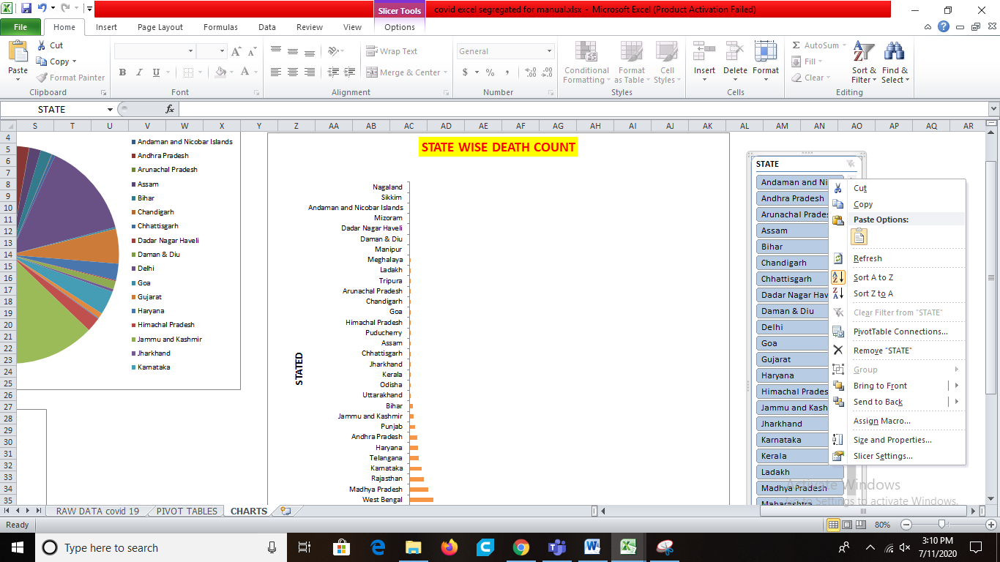 Slicer Tools
covid excel segregated for manual.xlsx - Microsoft Excel (Product Activation Failed)
File Home Insert Page Layout Formulas Data Review View Options
Paste
Cut
Copy
Format Painter
Clipboard
B I U
A A
A
Font
Wrap Text
Merge & Center
Alignment
General
$ % ,
.0 .00
.00 .0
Number
Conditional Formatting
Format as Table
Cell Styles
Styles
Insert Delete Format
Cells
AutoSum
Fill
Clear
Sort & Filter
Find & Select
Editing
STATE
fx
S T U V W X Y Z AA AB AC AD AE AF AG AH AI AJ AK AL AM AN AO AP AQ AR
4
5
6
7
8
9
10
11
12
13
14
15
16
17
18
19
20
21
22
23
24
25
26
27
28
29
30
31
32
33
34
35
Andaman and Nicobar Islands
Andhra Pradesh
Arunachal Pradesh
Assam
Bihar
Chandigarh
Chhattisgarh
Dadar Nagar Haveli
Daman & Diu
Delhi
Goa
Gujarat
Haryana
Himachal Pradesh
Jammu and Kashmir
Jharkhand
Karnataka
STATE WISE DEATH COUNT
STATED
Nagaland
Sikkim
Andaman and Nicobar Islands
Mizoram
Dadar Nagar Haveli
Daman & Diu
Manipur
Meghalaya
Ladakh
Tripura
Arunachal Pradesh
Chandigarh
Goa
Himachal Pradesh
Puducherry
Assam
Chhattisgarh
Jharkhand
Kerala
Odisha
Uttarakhand
Bihar
Jammu and Kashmir
Punjab
Andhra Pradesh
Haryana
Telangana
Karnataka
Rajasthan
Madhya Pradesh
West Bengal
STATE
Andaman and Ni
Andhra Pradesh
Arunachal Prades
Assam
Bihar
Chandigarh
Chhattisgarh
Dadar Nagar Hav
Daman & Diu
Delhi
Goa
Gujarat
Haryana
Himachal Prades
Jammu and Kash
Jharkhand
Karnataka
Kerala
Ladakh
Madhya Pradesh
Maharashtra
Cut
Copy
Paste Options:
Refresh
Sort A to Z
Sort Z to A
Clear Filter from "STATE"
PivotTable Connections...
Remove "STATE"
Group
Bring to Front
Send to Back
Assign Macro...
Size and Properties...
Slicer Settings...
Activate Windows
Go to Settings to activate Windows.
RAW DATA covid 19 PIVOT TABLES CHARTS
Ready
80%
Type here to search
3:10 PM
7/11/2020